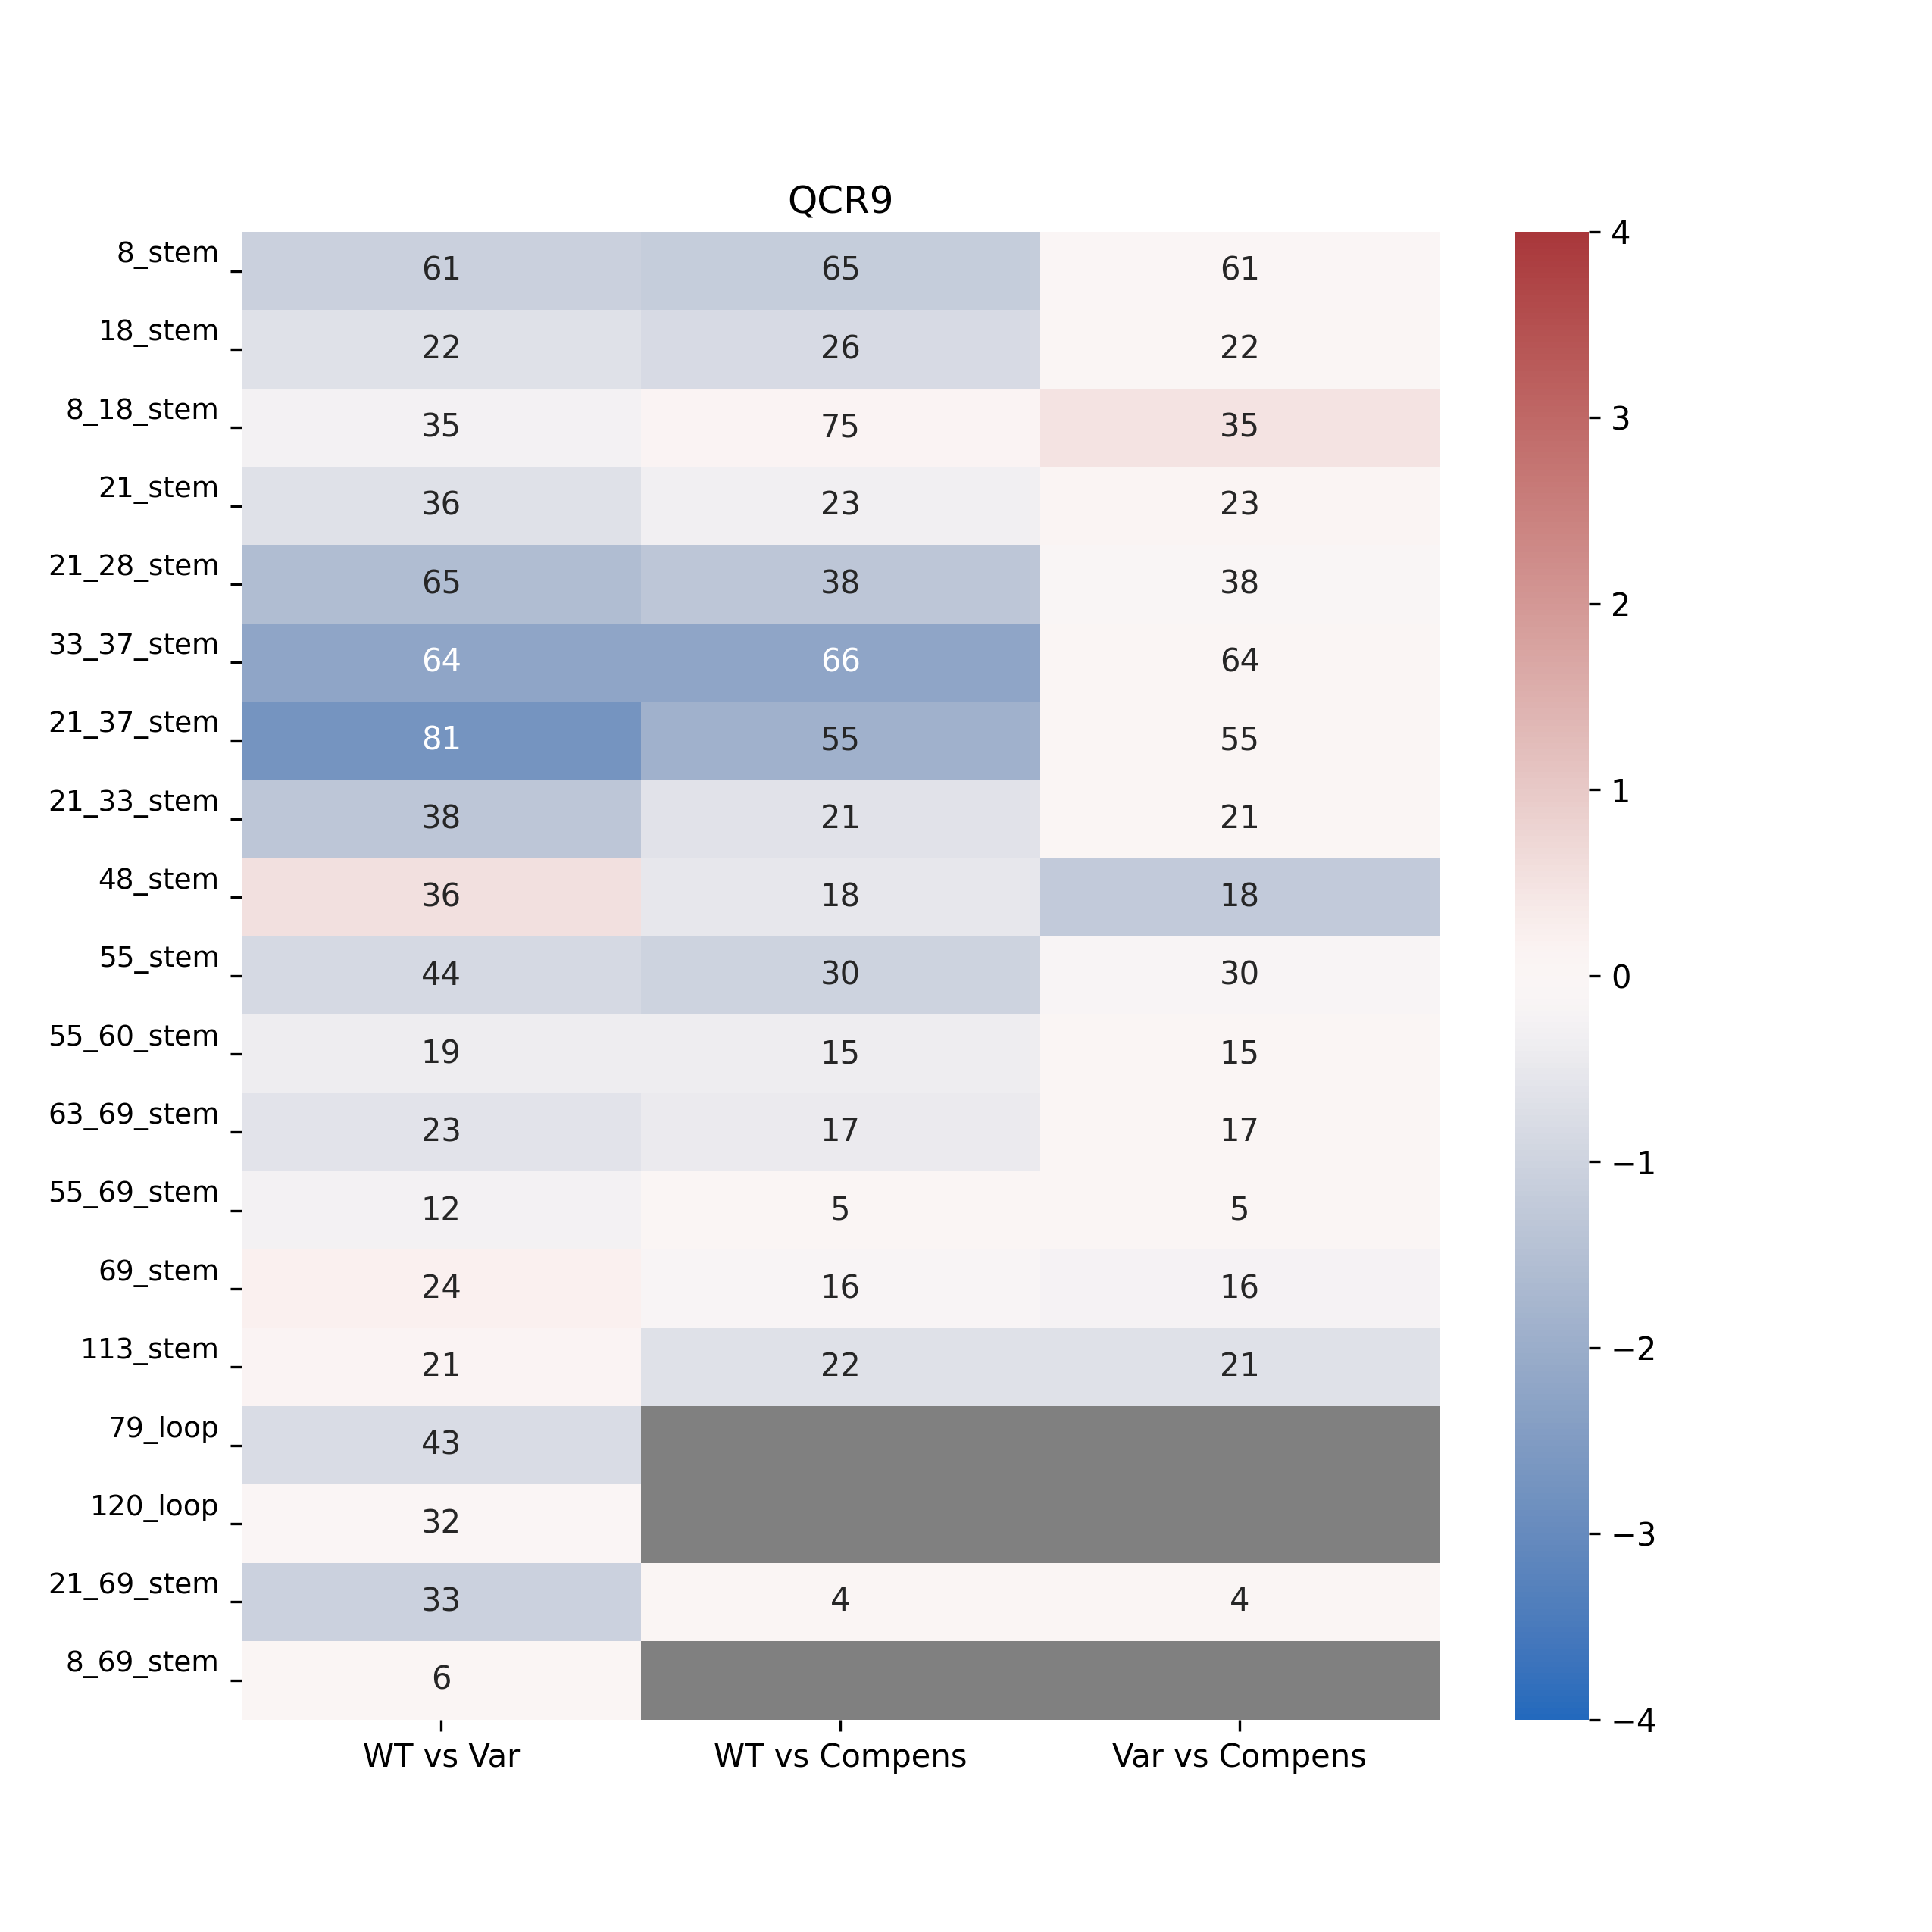 QCR9
8_stem 61 65 61 4
18_stem 22 26 22
8_18_stem 35 75 35 3
21_stem 36 23 23
21_28_stem 65 38 38 2
33_37_stem 64 66 64
21_37_stem 81 55 55
21_33_stem 38 21 21 1
48_stem 36 18 18
55_stem 44 30 30 0
55_60_stem 19 15 15
63_69_stem 23 17 17 −1
55_69_stem 12 5 5
69_stem 24 16 16
113_stem 21 22 21 −2
79_loop 43
120_loop 32 −3
21_69_stem 33 4 4
8_69_stem 6
−4
WT vs Var WT vs Compens Var vs Compens